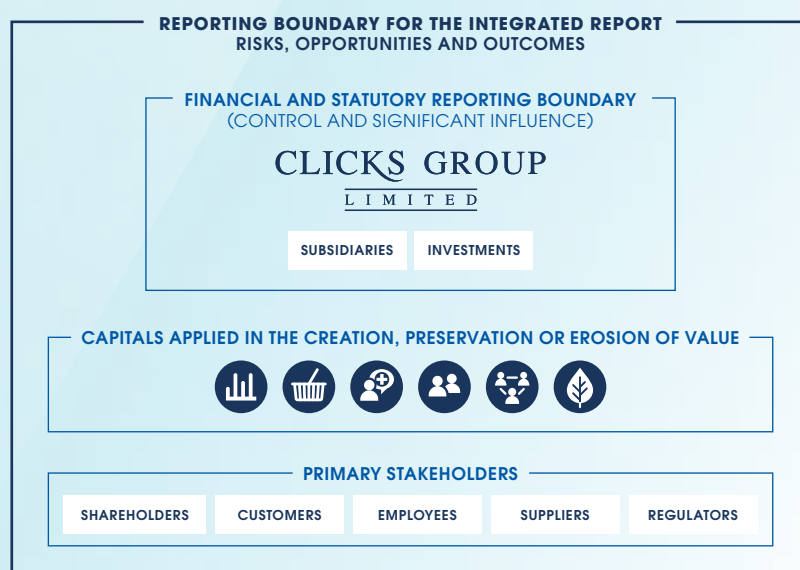 REPORTING BOUNDARY FOR THE INTEGRATED REPORT
RISKS, OPPORTUNITIES AND OUTCOMES
FINANCIAL AND STATUTORY REPORTING BOUNDARY
(CONTROL AND SIGNIFICANT INFLUENCE)
CLICKS GROUP
LIMITED
SUBSIDIARIES INVESTMENTS
CAPITALS APPLIED IN THE CREATION, PRESERVATION OR EROSION OF VALUE
PRIMARY STAKEHOLDERS
SHAREHOLDERS CUSTOMERS EMPLOYEES SUPPLIERS REGULATORS